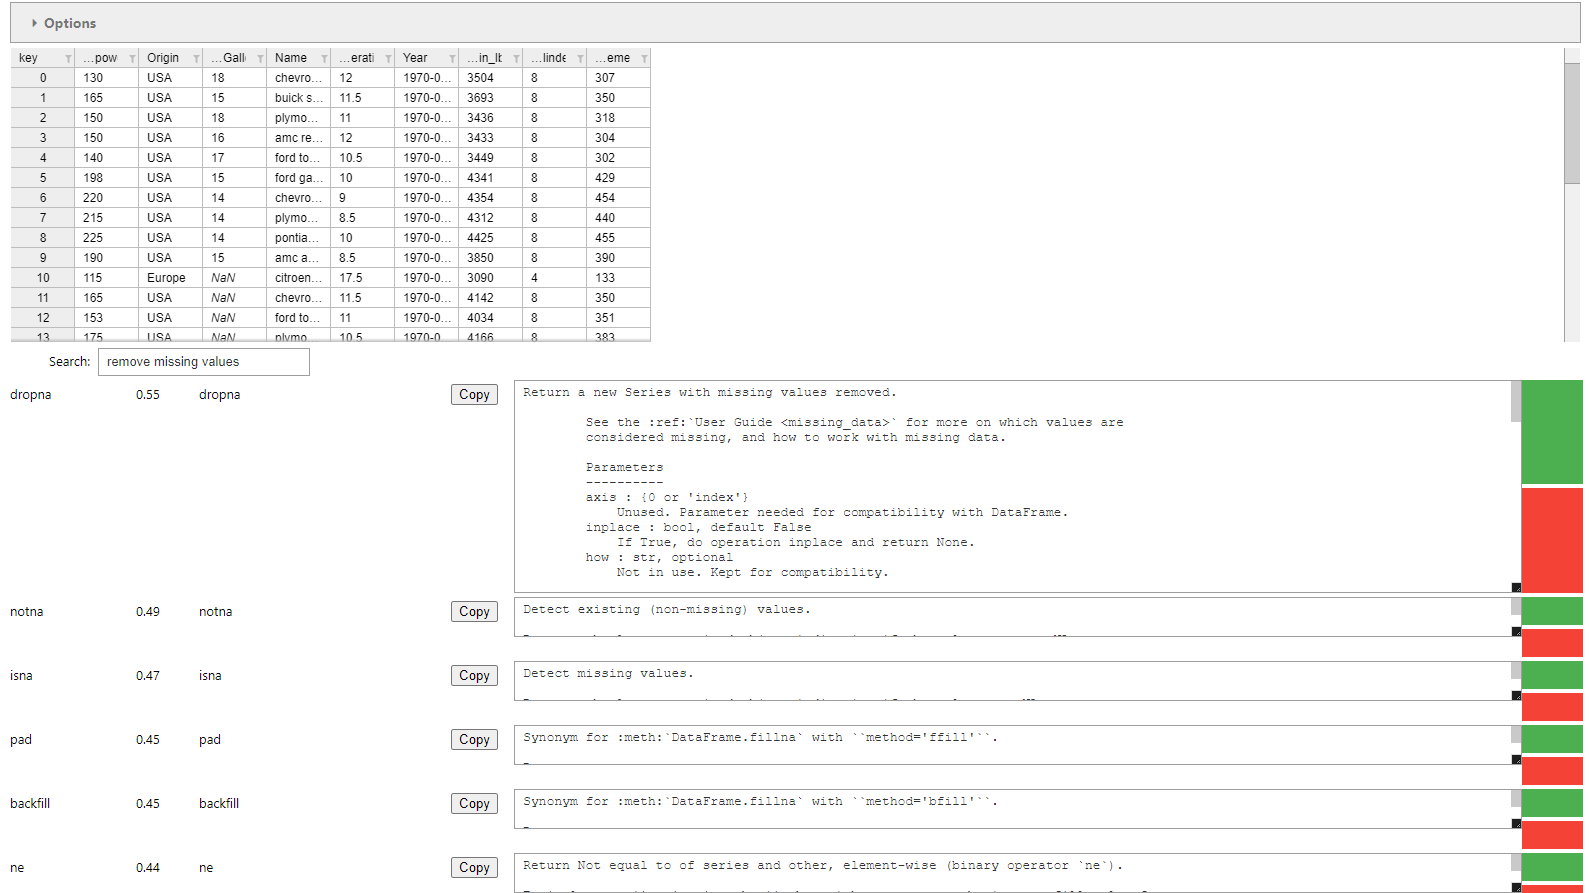 Options
key …pow Origin …Gall Name …erati Year …in_lb …linde …eme
0 130 USA 18 chevro… 12 1970-0… 3504 8 307
1 165 USA 15 buick s… 11.5 1970-0… 3693 8 350
2 150 USA 18 plymo… 11 1970-0… 3436 8 318
3 150 USA 16 amc re… 12 1970-0… 3433 8 304
4 140 USA 17 ford to… 10.5 1970-0… 3449 8 302
5 198 USA 15 ford ga… 10 1970-0… 4341 8 429
6 220 USA 14 chevro… 9 1970-0… 4354 8 454
7 215 USA 14 plymo… 8.5 1970-0… 4312 8 440
8 225 USA 14 pontia… 10 1970-0… 4425 8 455
9 190 USA 15 amc a… 8.5 1970-0… 3850 8 390
10 115 Europe NaN citroen… 17.5 1970-0… 3090 4 133
11 165 USA NaN chevro… 11.5 1970-0… 4142 8 350
12 153 USA NaN ford to… 11 1970-0… 4034 8 351
13 175 USA NaN plymo… 10.5 1970-0… 4166 8 383
Search: remove missing values
dropna 0.55 dropna Copy
Return a new Series with missing values removed.
See the :ref:`User Guide <missing_data>` for more on which values are
considered missing, and how to work with missing data.
Parameters
----------
axis : {0 or 'index'}
Unused. Parameter needed for compatibility with DataFrame.
inplace : bool, default False
If True, do operation inplace and return None.
how : str, optional
Not in use. Kept for compatibility.
notna 0.49 notna Copy Detect existing (non-missing) values.
isna 0.47 isna Copy Detect missing values.
pad 0.45 pad Copy Synonym for :meth:`DataFrame.fillna` with ``method='ffill'``.
backfill 0.45 backfill Copy Synonym for :meth:`DataFrame.fillna` with ``method='bfill'``.
ne 0.44 ne Copy Return Not equal to of series and other, element-wise (binary operator `ne`).